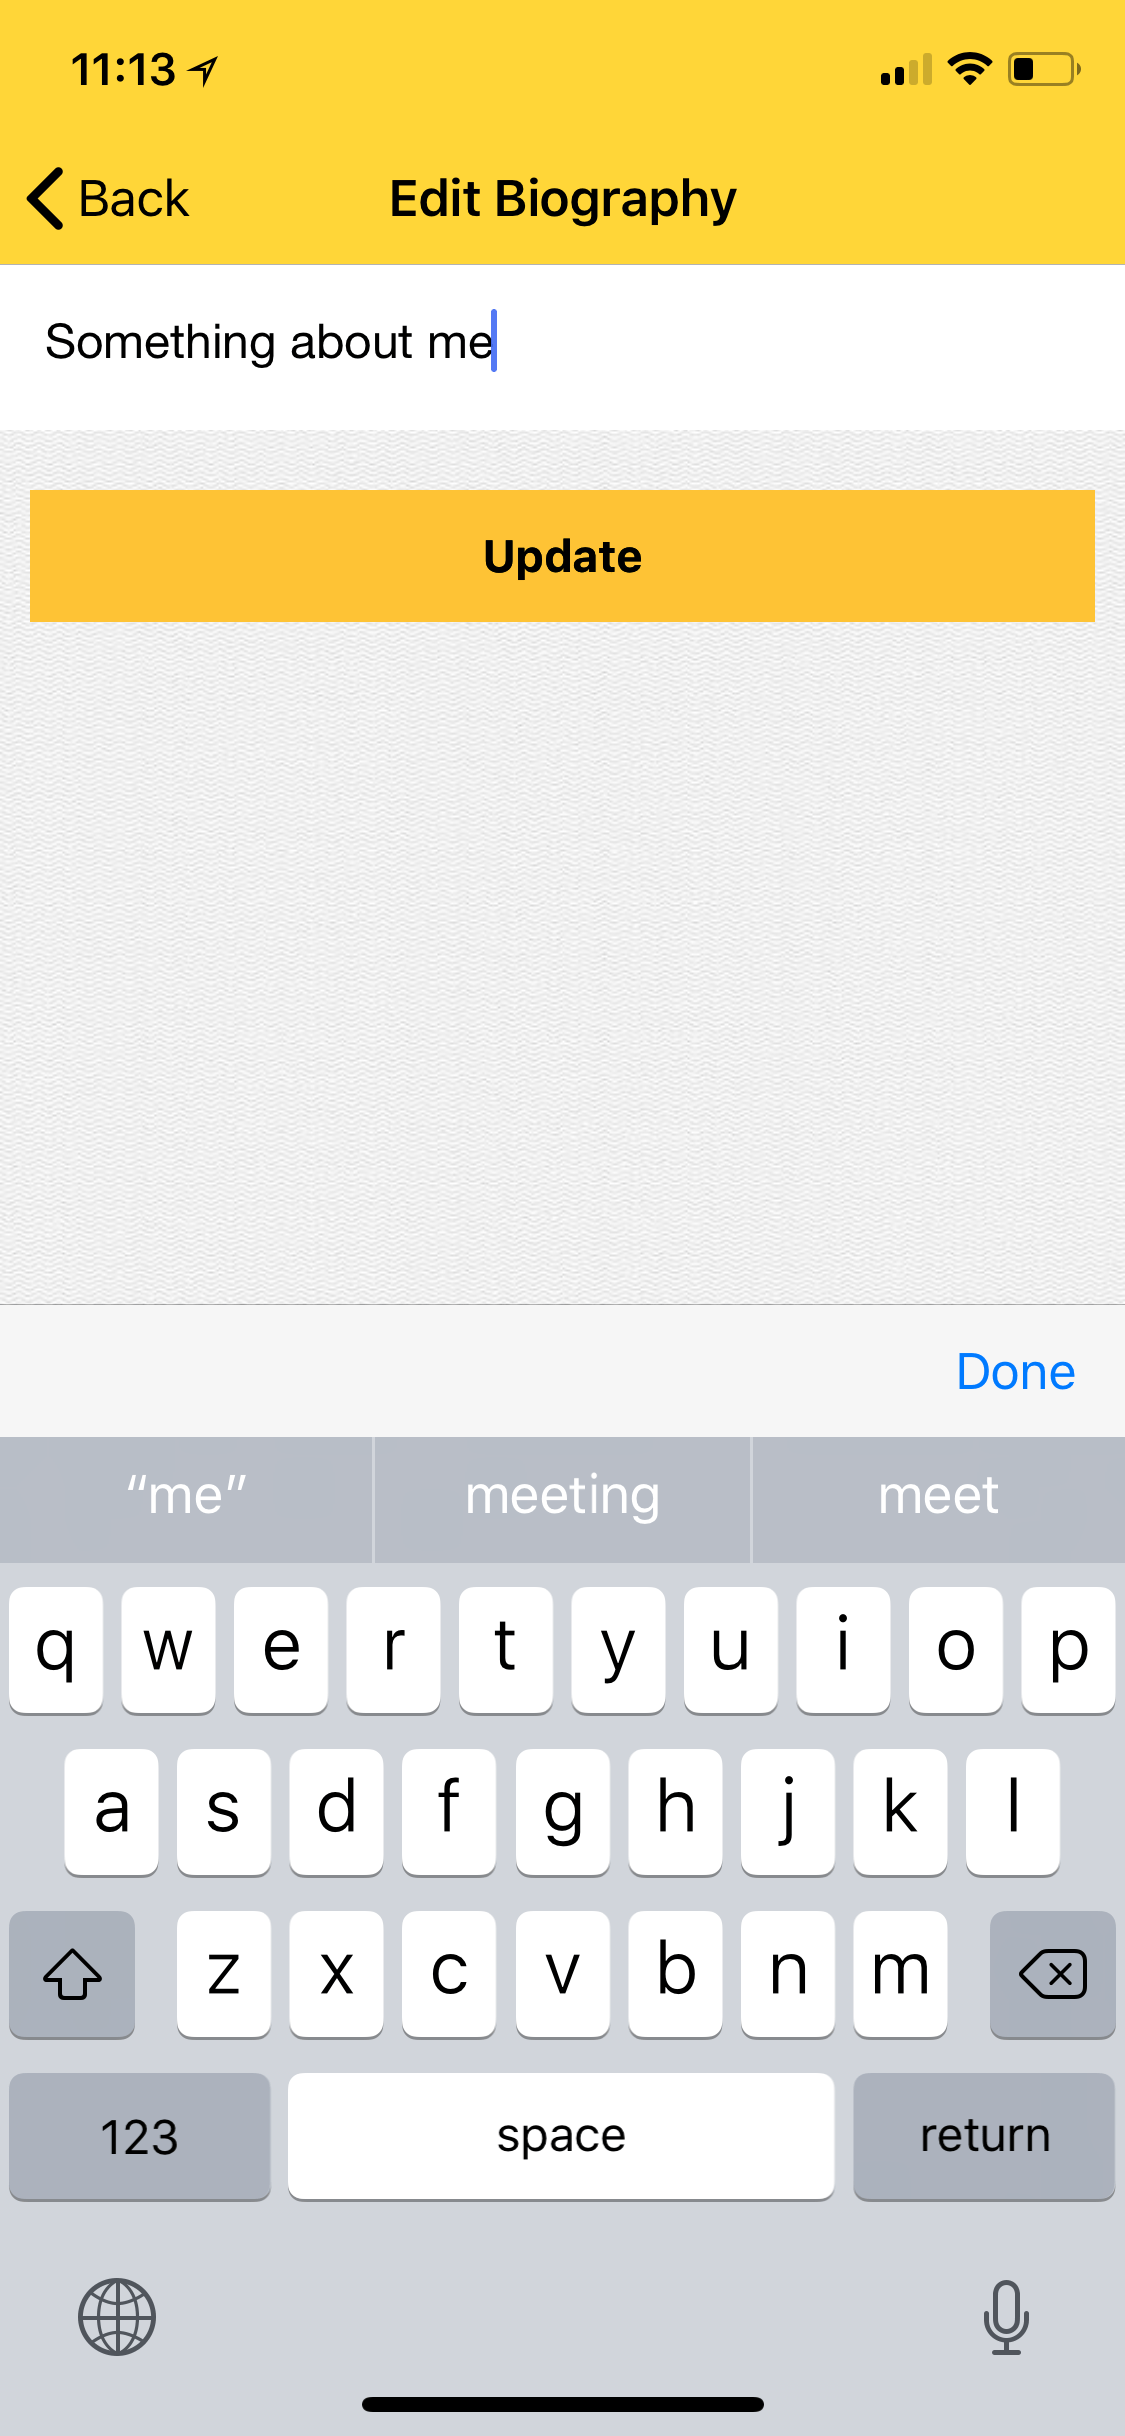 11:13
Back Edit Biography
Something about me
Update
Done
“me” meeting meet
q w e r t y u i o p
a s d f g h j k l
z x c v b n m
123 space return